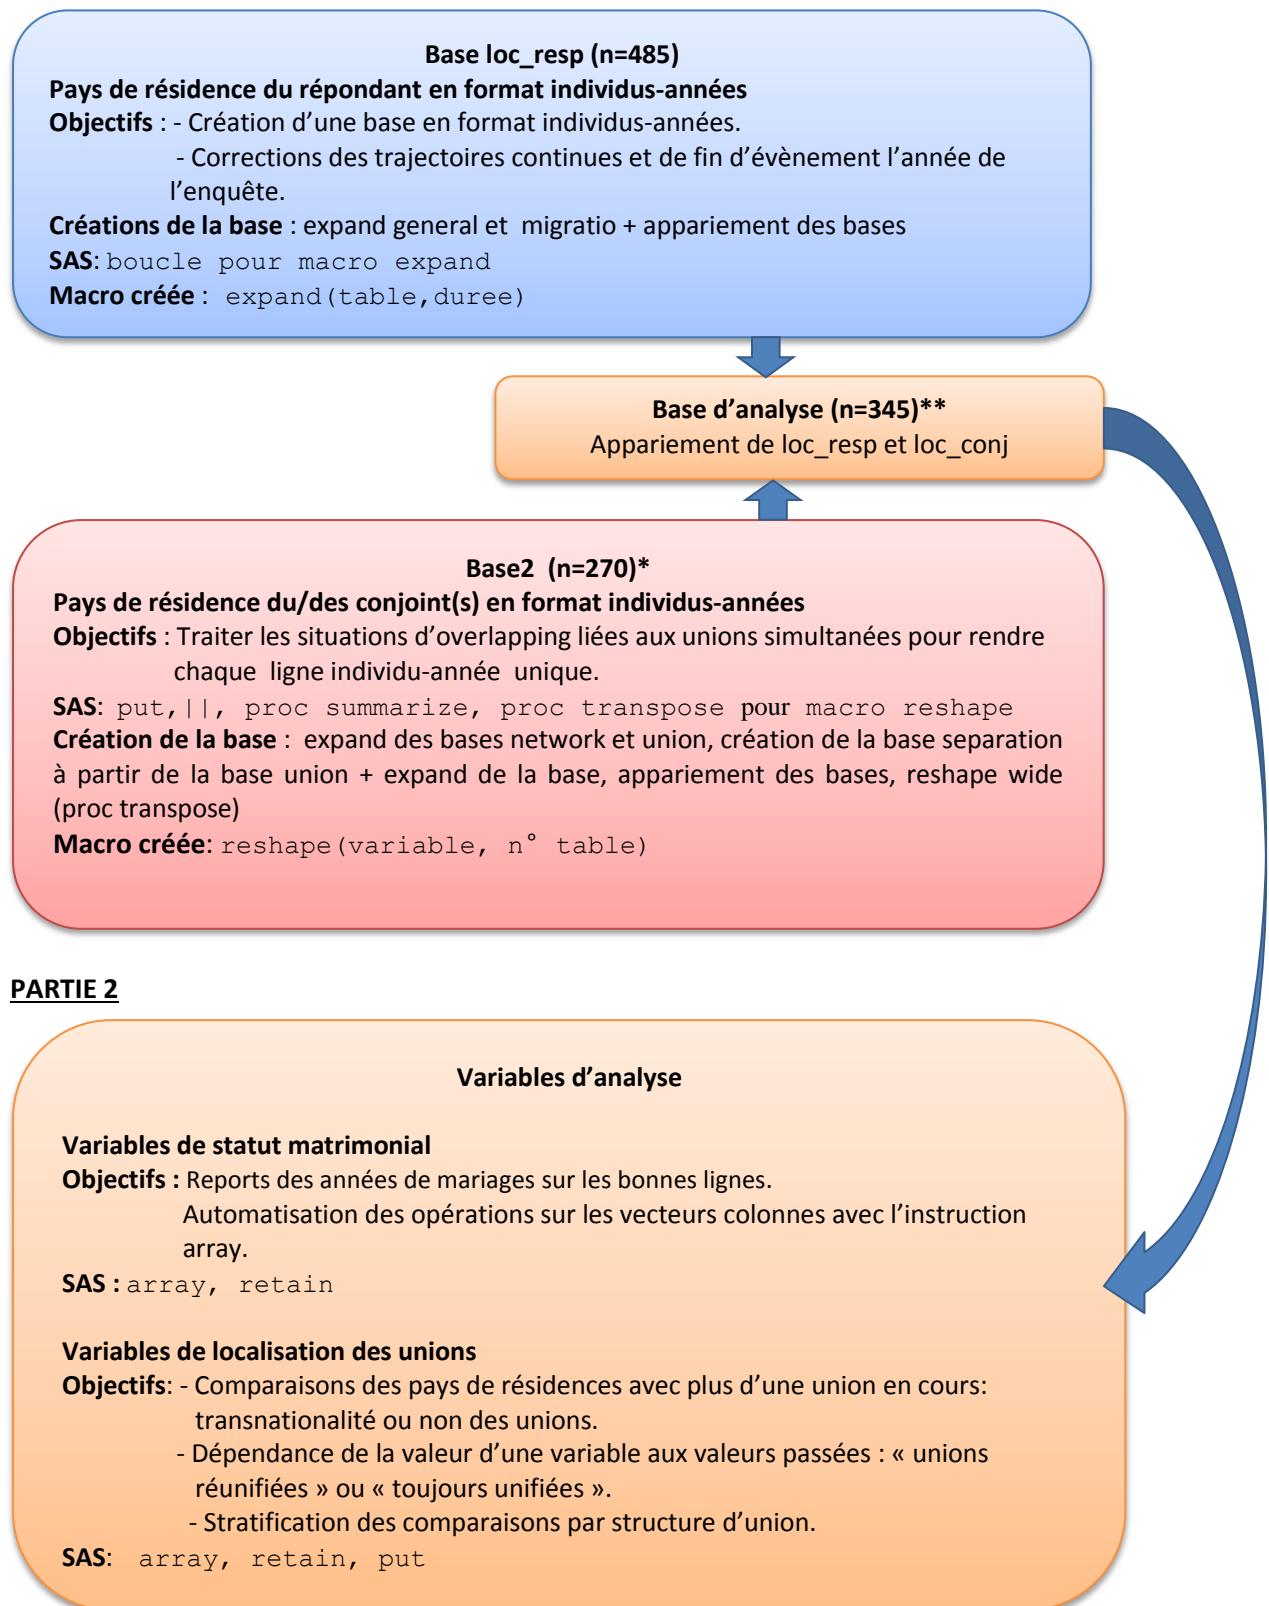 Base loc_resp (n=485)
Pays de résidence du répondant en format individus-années
Objectifs : - Création d’une base en format individus-années.
- Corrections des trajectoires continues et de fin d’évènement l’année de
l’enquête.
Créations de la base : expand general et migratio + appariement des bases
SAS: boucle pour macro expand
Macro créée : expand(table,duree)
Base d’analyse (n=345)**
Appariement de loc_resp et loc_conj
Base2 (n=270)*
Pays de résidence du/des conjoint(s) en format individus-années
Objectifs : Traiter les situations d’overlapping liées aux unions simultanées pour rendre
chaque ligne individu-année unique.
SAS: put,||, proc summarize, proc transpose pour macro reshape
Création de la base : expand des bases network et union, création de la base separation
à partir de la base union + expand de la base, appariement des bases, reshape wide
(proc transpose)
Macro créée: reshape(variable, n° table)
PARTIE 2
Variables d’analyse
Variables de statut matrimonial
Objectifs : Reports des années de mariages sur les bonnes lignes.
Automatisation des opérations sur les vecteurs colonnes avec l’instruction
array.
SAS : array, retain
Variables de localisation des unions
Objectifs: - Comparaisons des pays de résidences avec plus d’une union en cours:
transnationalité ou non des unions.
- Dépendance de la valeur d’une variable aux valeurs passées : « unions
réunifiées » ou « toujours unifiées ».
- Stratification des comparaisons par structure d’union.
SAS: array, retain, put